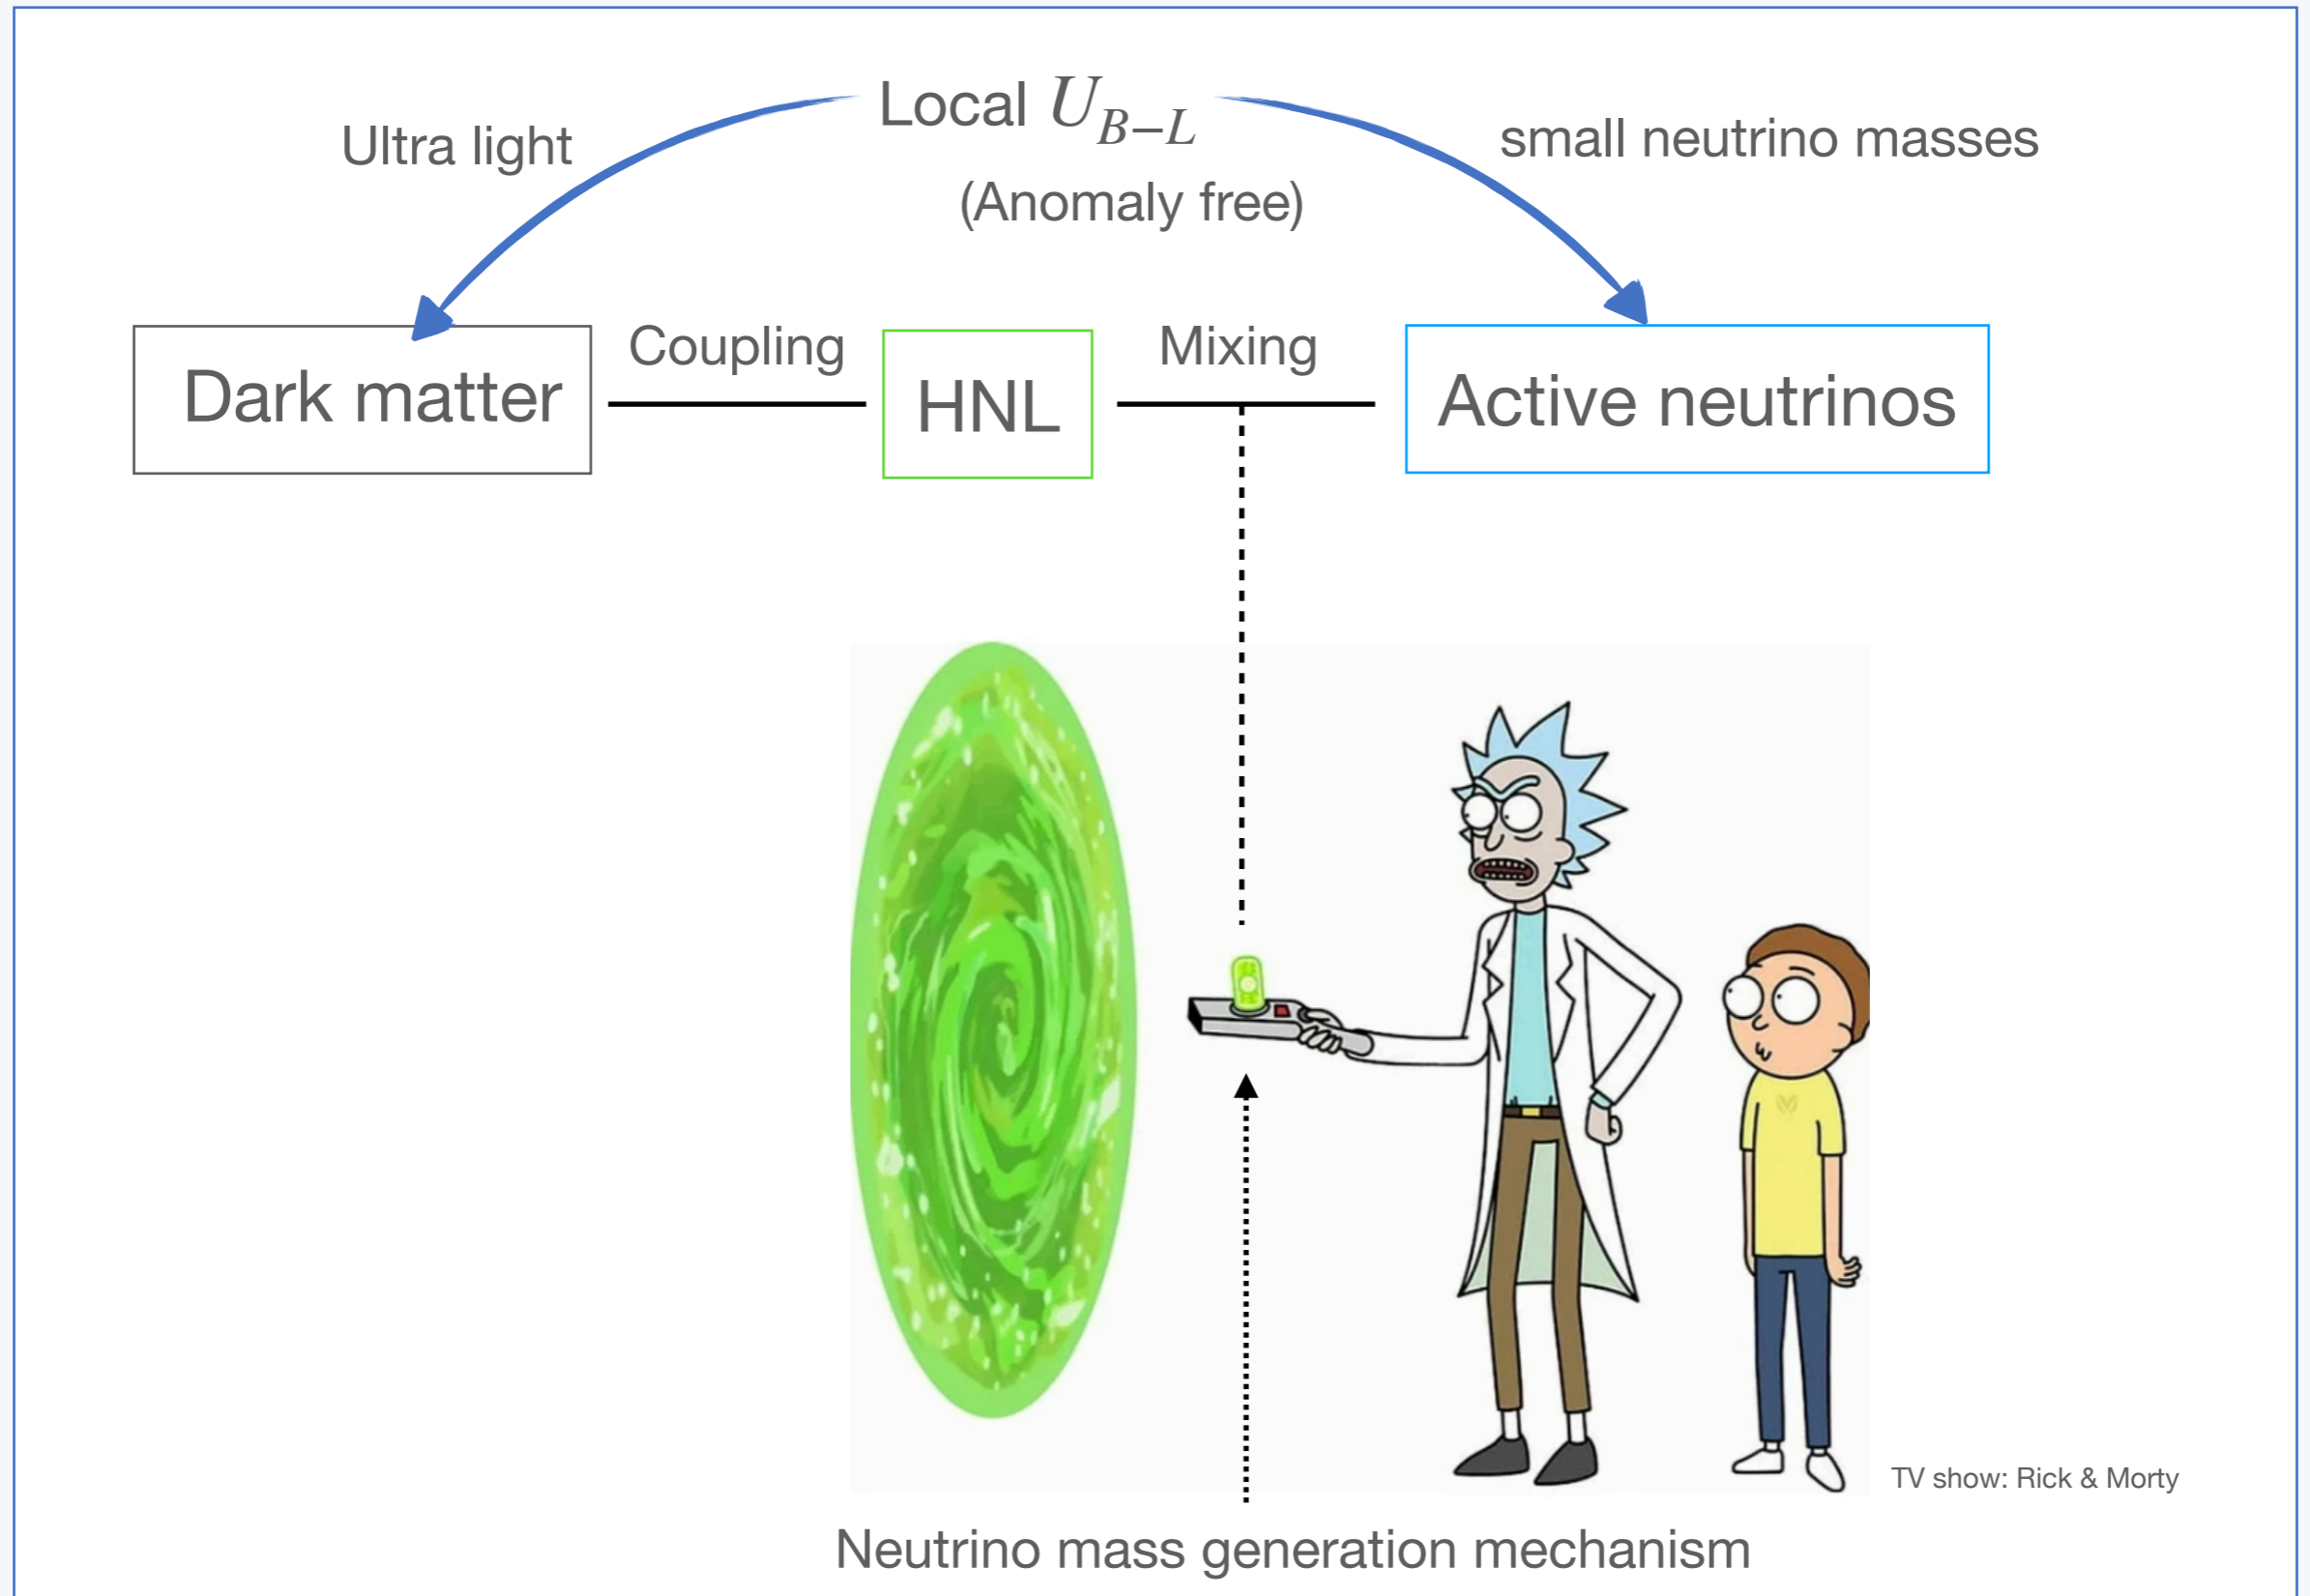 Local U_{B-L}
Ultra light
small neutrino masses
(Anomaly free)
Coupling
Mixing
Dark matter
HNL
Active neutrinos
TV show: Rick & Morty
Neutrino mass generation mechanism